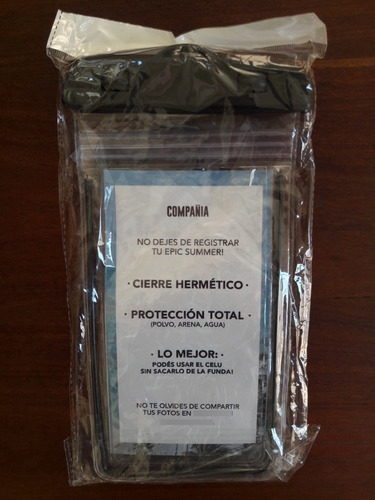 COMPAÑIA
NO DEJES DE REGISTRAR
TU EPIC SUMMER!
· CIERRE HERMÉTICO ·
· PROTECCIÓN TOTAL ·
(POLVO, ARENA, AGUA)
· LO MEJOR: ·
PODÉS USAR EL CELU
SIN SACARLO DE LA FUNDA!
NO TE OLVIDES DE COMPARTIR
TUS FOTOS EN